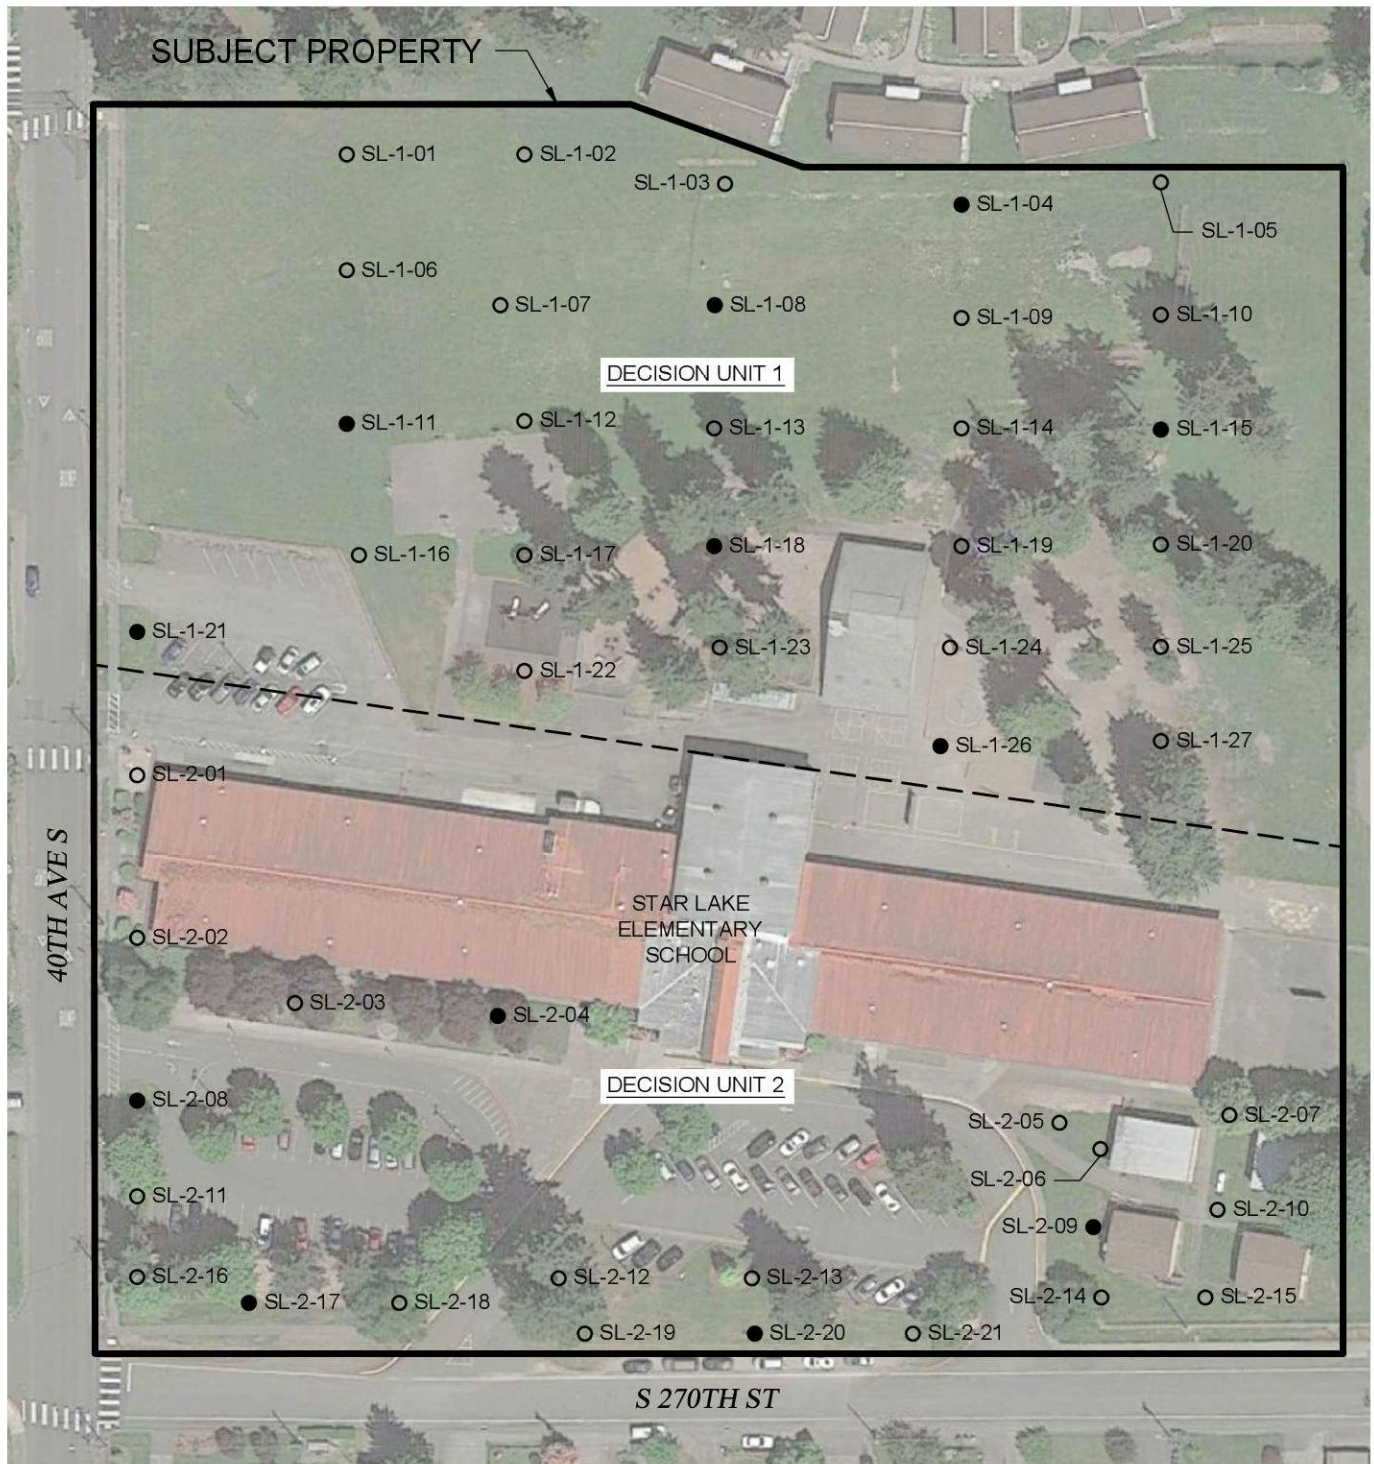 SUBJECT PROPERTY
SL-1-01
SL-1-02
SL-1-03
SL-1-04
SL-1-05
SL-1-06
SL-1-07
SL-1-08
SL-1-09
SL-1-10
DECISION UNIT 1
SL-1-11
SL-1-12
SL-1-13
SL-1-14
SL-1-15
SL-1-16
SL-1-17
SL-1-18
SL-1-19
SL-1-20
SL-1-21
SL-1-22
SL-1-23
SL-1-24
SL-1-25
SL-1-26
SL-1-27
SL-2-01
40TH AVE S
STAR LAKE
ELEMENTARY
SCHOOL
SL-2-02
SL-2-03
SL-2-04
DECISION UNIT 2
SL-2-05
SL-2-06
SL-2-07
SL-2-08
SL-2-09
SL-2-10
SL-2-11
SL-2-12
SL-2-13
SL-2-14
SL-2-15
SL-2-16
SL-2-17
SL-2-18
SL-2-19
SL-2-20
SL-2-21
S 270TH ST